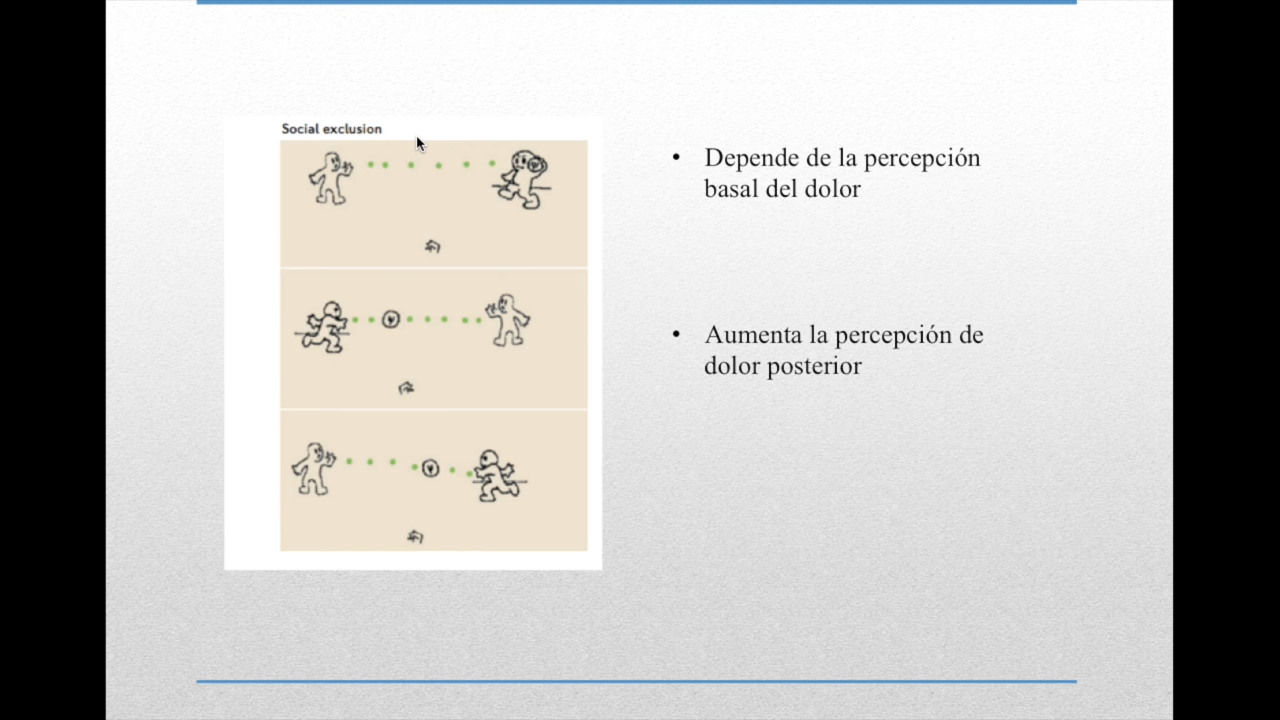 Social exclusion
• Depende de la percepción
basal del dolor
• Aumenta la percepción de
dolor posterior